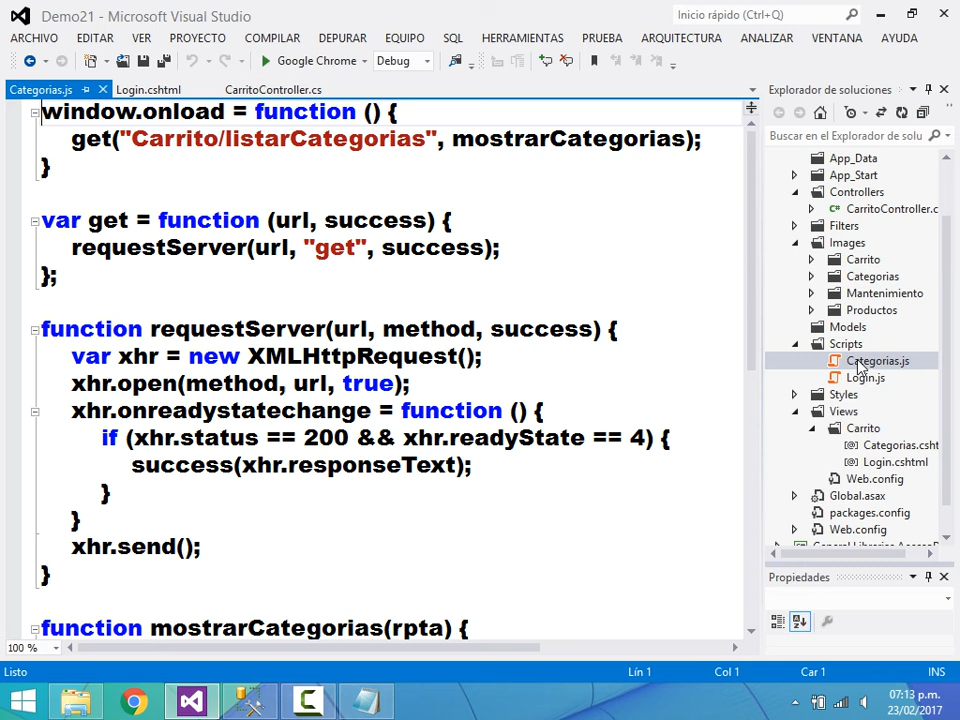 Demo21 - Microsoft Visual Studio
Inicio rápido (Ctrl+Q)
ARCHIVO EDITAR VER PROYECTO COMPILAR DEPURAR EQUIPO SQL HERRAMIENTAS PRUEBA ARQUITECTURA ANALIZAR VENTANA AYUDA
Google Chrome Debug
Categorias.js Login.cshtml CarritoController.cs
window.onload = function () {
get("Carrito/listarCategorias", mostrarCategorias);
}
var get = function (url, success) {
requestServer(url, "get", success);
};
function requestServer(url, method, success) {
var xhr = new XMLHttpRequest();
xhr.open(method, url, true);
xhr.onreadystatechange = function () {
if (xhr.status == 200 && xhr.readyState == 4) {
success(xhr.responseText);
}
}
xhr.send();
}
function mostrarCategorias(rpta) {
100 %
Explorador de soluciones
Buscar en el Explorador de solu
App_Data
App_Start
Controllers
C# CarritoController.c
Filters
Images
Carrito
Categorias
Mantenimiento
Productos
Models
Scripts
Categorias.js
Login.js
Styles
Views
Carrito
[@] Categorias.csht
[@] Login.cshtml
Web.config
Global.asax
packages.config
Web.config
Propiedades
Listo Lín 1 Col 1 Car 1 INS
07:13 p.m.
23/02/2017